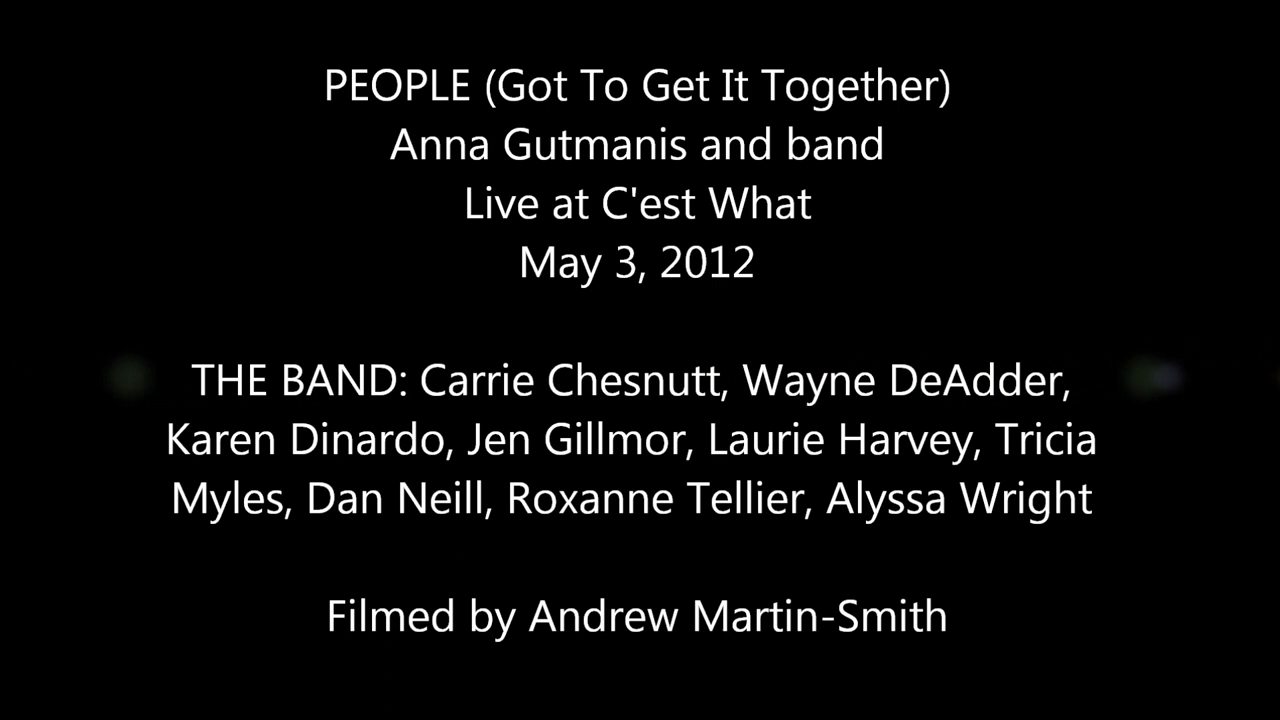 PEOPLE (Got To Get It Together)
Anna Gutmanis and band
Live at C'est What
May 3, 2012
THE BAND: Carrie Chesnutt, Wayne DeAdder,
Karen Dinardo, Jen Gillmor, Laurie Harvey, Tricia
Myles, Dan Neill, Roxanne Tellier, Alyssa Wright
Filmed by Andrew Martin-Smith